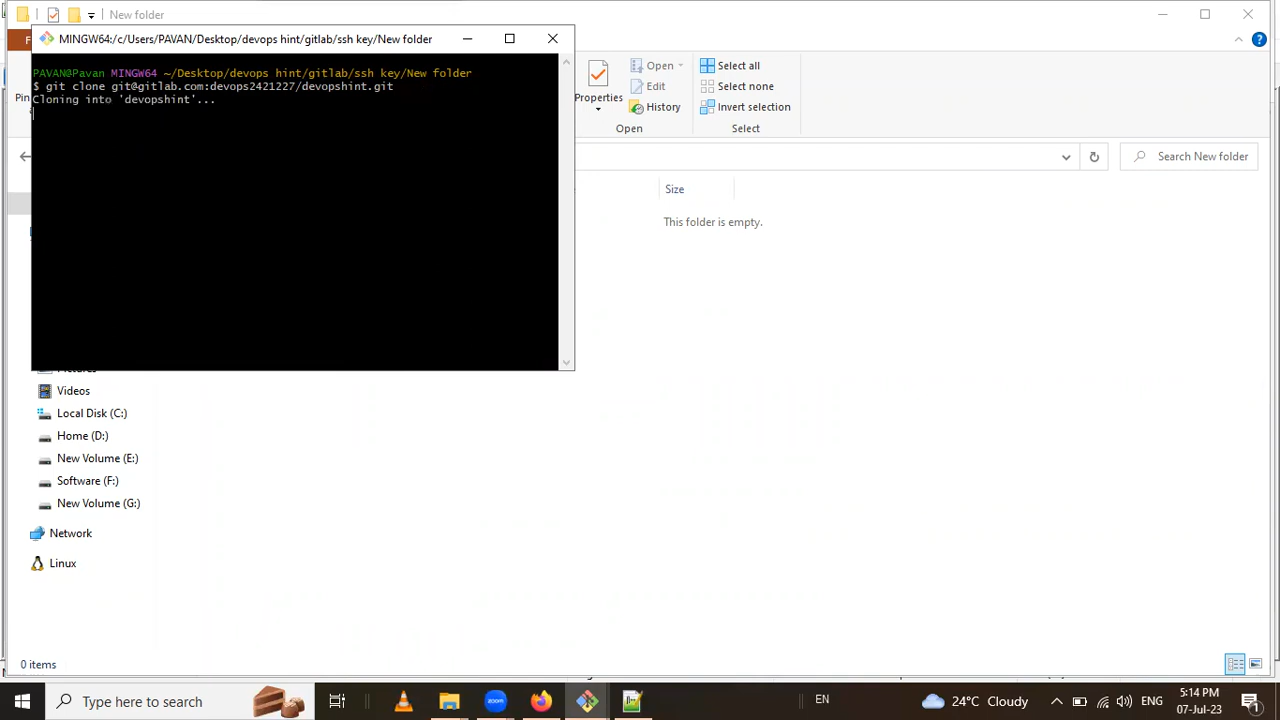 New folder
MINGW64:/c/Users/PAVAN/Desktop/devops hint/gitlab/ssh key/New folder
PAVAN@Pavan MINGW64 ~/Desktop/devops hint/gitlab/ssh key/New folder
$ git clone git@gitlab.com:devops2421227/devopshint.git
Cloning into 'devopshint'...
F
Pin
Properties
Open
Edit
History
Open
Select all
Select none
Invert selection
Select
Search New folder
Size
This folder is empty.
Pictures
Videos
Local Disk (C:)
Home (D:)
New Volume (E:)
Software (F:)
New Volume (G:)
Network
Linux
0 items
Type here to search
zoom
EN
24°C Cloudy
ENG
5:14 PM
07-Jul-23
1